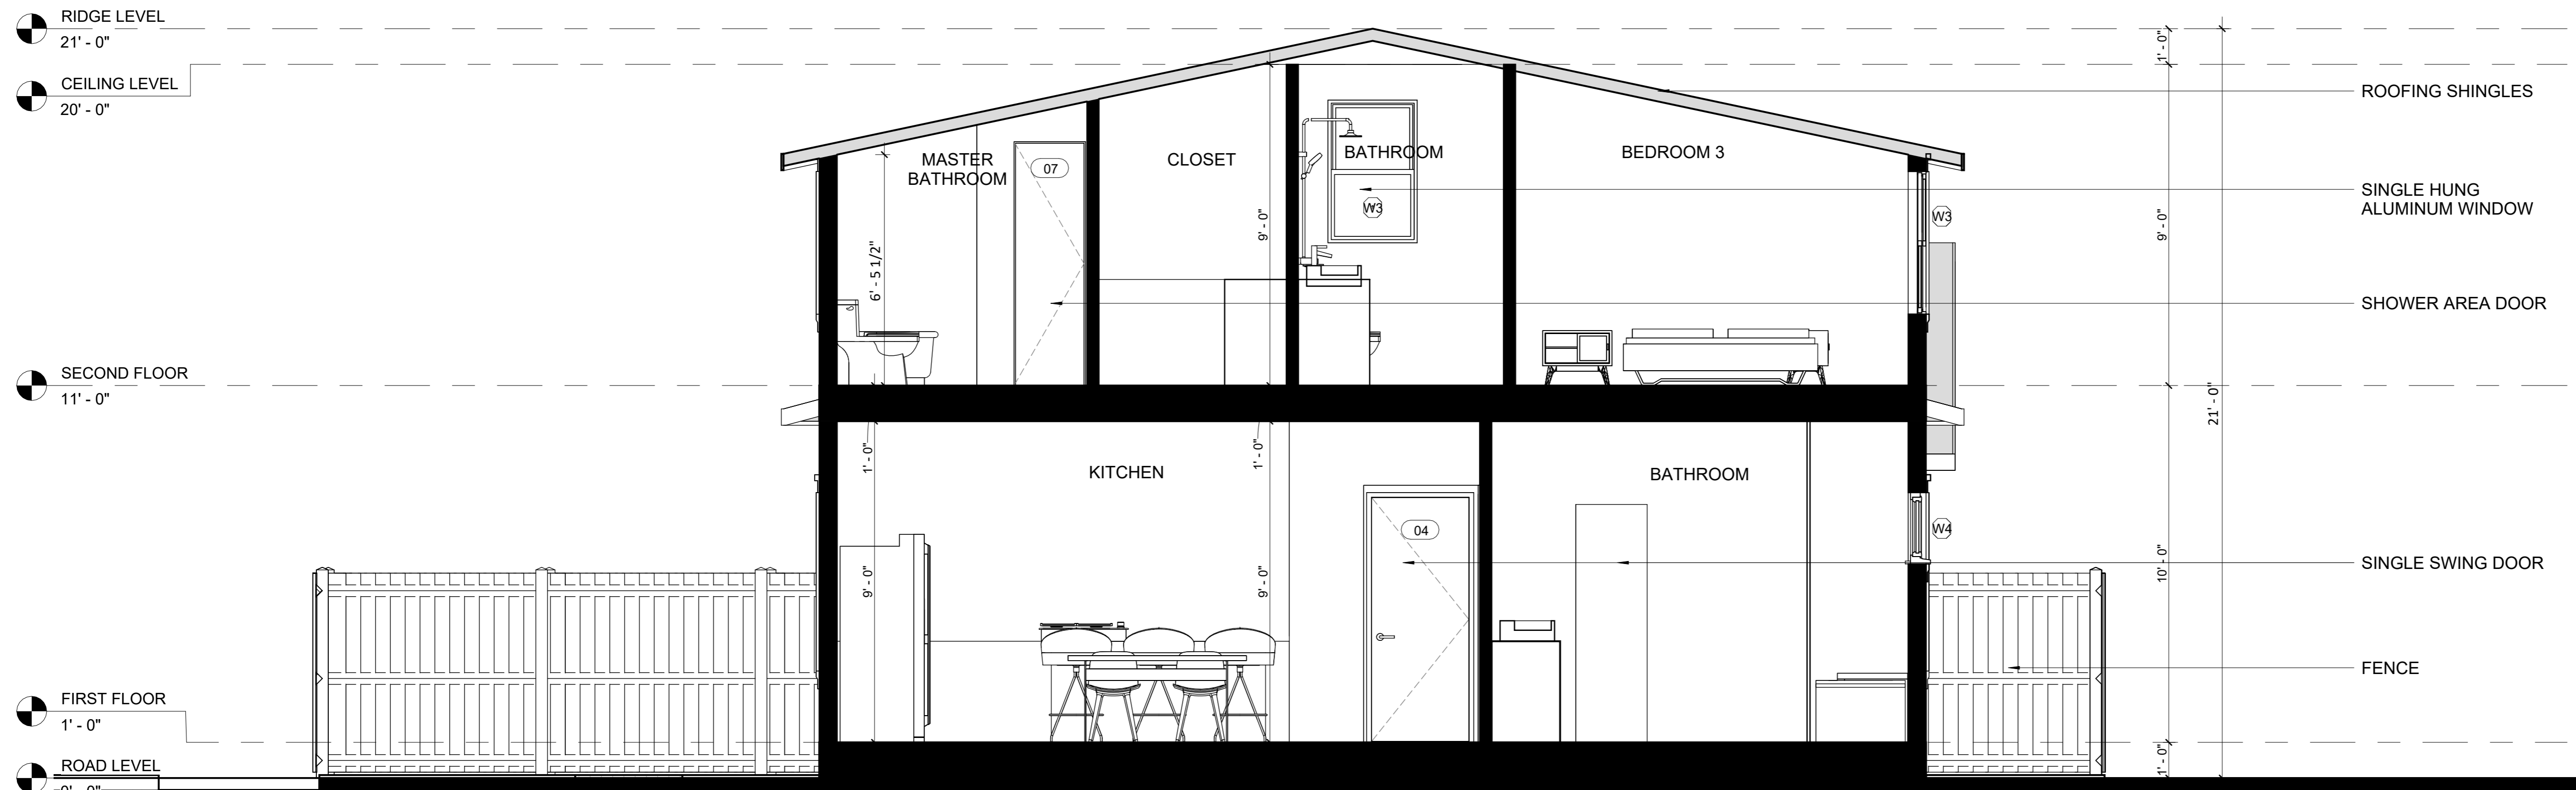 RIDGE LEVEL
21' - 0"
CEILING LEVEL
20' - 0"
SECOND FLOOR
11' - 0"
FIRST FLOOR
1' - 0"
ROAD LEVEL
0' - 0"
MASTER
BATHROOM
07
6' - 5 1/2"
CLOSET
9' - 0"
BATHROOM
W3
BEDROOM 3
W3
KITCHEN
1' - 0"
9' - 0"
1' - 0"
9' - 0"
04
BATHROOM
W4
1' - 0"
9' - 0"
10' - 0"
1' - 0"
21' - 0"
ROOFING SHINGLES
SINGLE HUNG
ALUMINUM WINDOW
SHOWER AREA DOOR
SINGLE SWING DOOR
FENCE